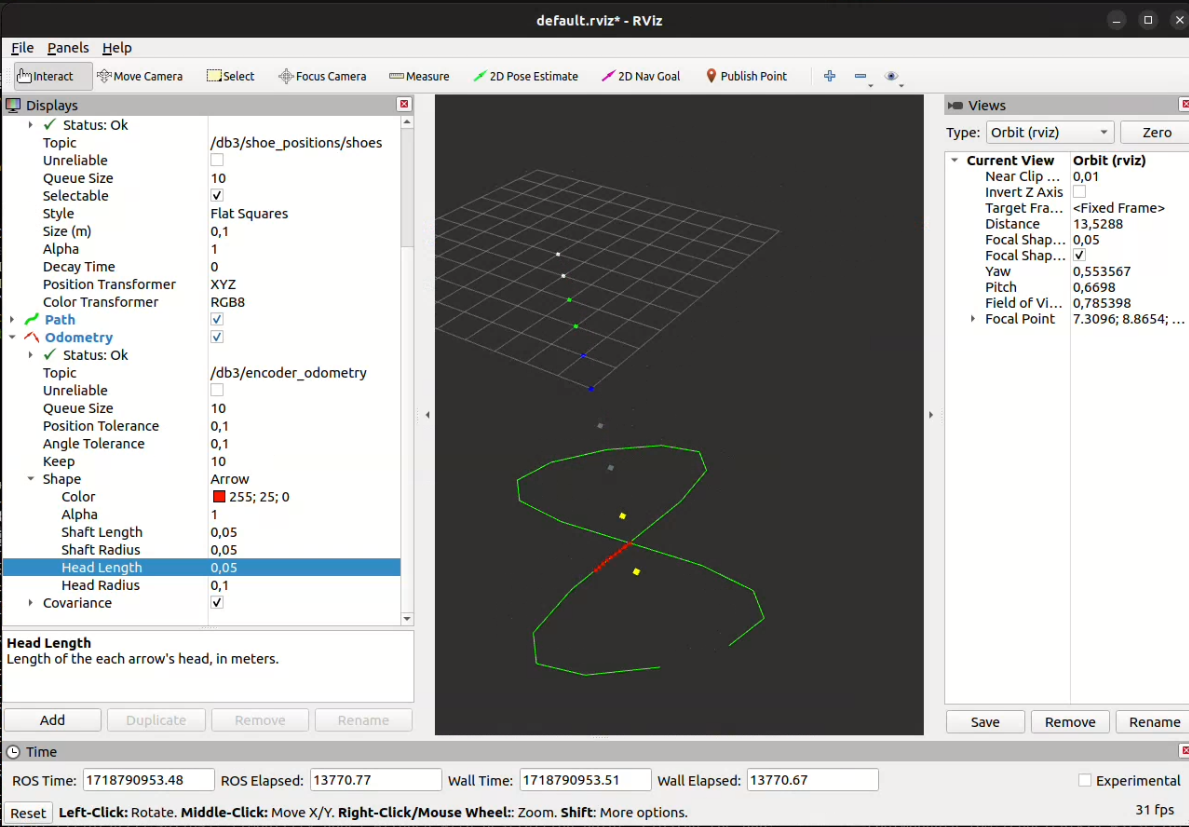 default.rviz* - RViz
File Panels Help
Interact Move Camera Select Focus Camera Measure 2D Pose Estimate 2D Nav Goal Publish Point
Displays
Status: Ok
Topic /db3/shoe_positions/shoes
Unreliable
Queue Size 10
Selectable
Style Flat Squares
Size (m) 0,1
Alpha 1
Decay Time 0
Position Transformer XYZ
Color Transformer RGB8
Path
Odometry
Status: Ok
Topic /db3/encoder_odometry
Unreliable
Queue Size 10
Position Tolerance 0,1
Angle Tolerance 0,1
Keep 10
Shape Arrow
Color 255; 25; 0
Alpha 1
Shaft Length 0,05
Shaft Radius 0,05
Head Length 0,05
Head Radius 0,1
Covariance
Head Length
Length of the each arrow's head, in meters.
Add Duplicate Remove Rename
Views
Type: Orbit (rviz) Zero
Current View Orbit (rviz)
Near Clip ... 0,01
Invert Z Axis
Target Fra... <Fixed Frame>
Distance 13,5288
Focal Shap... 0,05
Focal Shap...
Yaw 0,553567
Pitch 0,6698
Field of Vi... 0,785398
Focal Point 7.3096; 8.8654; ...
Save Remove Rename
Time
ROS Time: 1718790953.48 ROS Elapsed: 13770.77 Wall Time: 1718790953.51 Wall Elapsed: 13770.67 Experimental
Reset Left-Click: Rotate. Middle-Click: Move X/Y. Right-Click/Mouse Wheel:: Zoom. Shift: More options. 31 fps